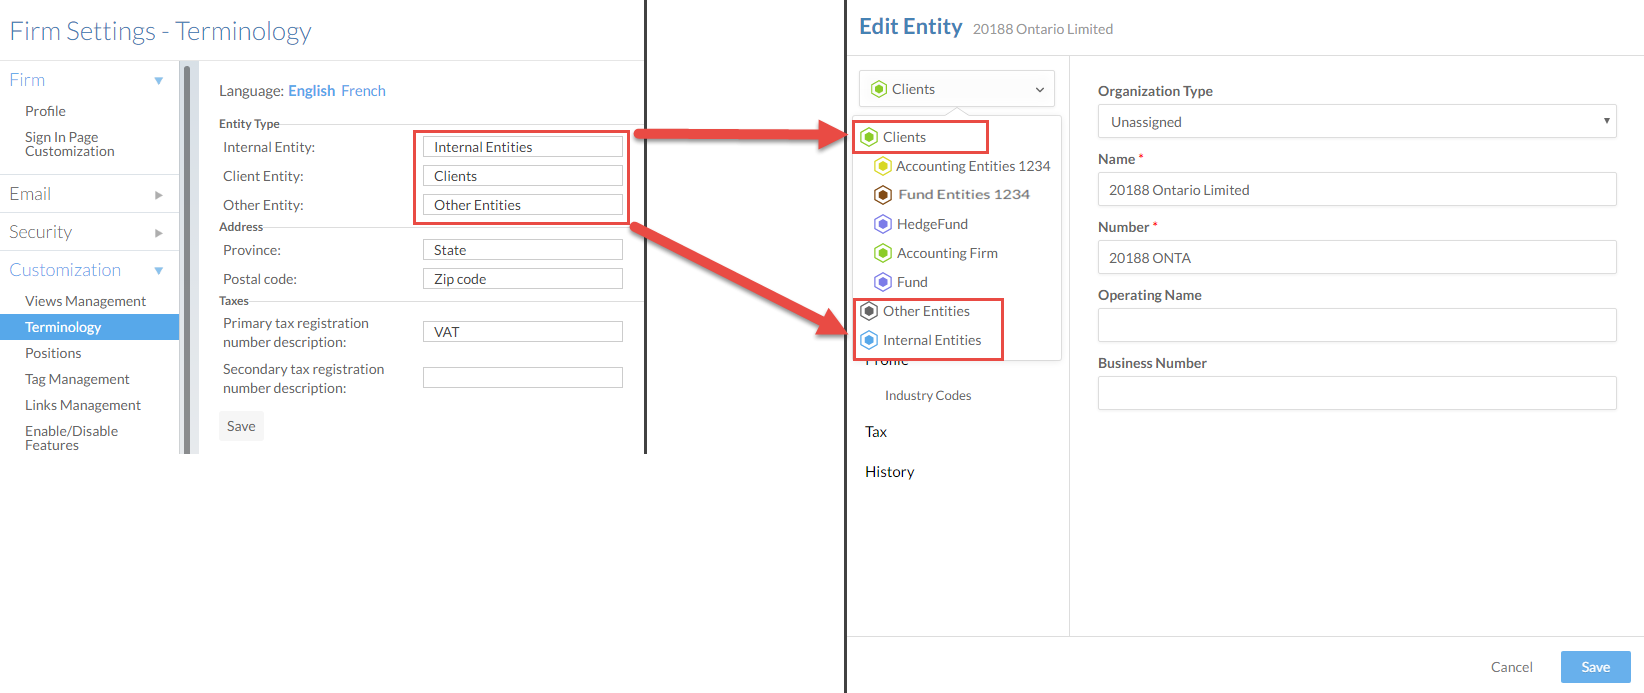 Firm Settings - Terminology
Firm
Profile
Sign In Page
Customization
Email
Security
Customization
Views Management
Terminology
Positions
Tag Management
Links Management
Enable/Disable
Features
Language: English French
Entity Type
Internal Entity: Internal Entities
Client Entity: Clients
Other Entity: Other Entities
Address
Province: State
Postal code: Zip code
Taxes
Primary tax registration
number description: VAT
Secondary tax registration
number description:
Save
Edit Entity 20188 Ontario Limited
Clients
Clients
Accounting Entities 1234
Fund Entities 1234
HedgeFund
Accounting Firm
Fund
Other Entities
Internal Entities
Profile
Industry Codes
Tax
History
Organization Type
Unassigned
Name *
20188 Ontario Limited
Number *
20188 ONTA
Operating Name
Business Number
Cancel Save